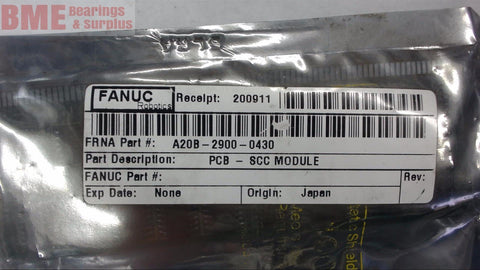 BME Bearings
& Surplus
FANUC
Robotics
Receipt: 200911
FRNA Part #: A20B-2900-0430
Part Description: PCB - SCC MODULE
FANUC Part #:
Rev:
Exp Date: None
Origin: Japan